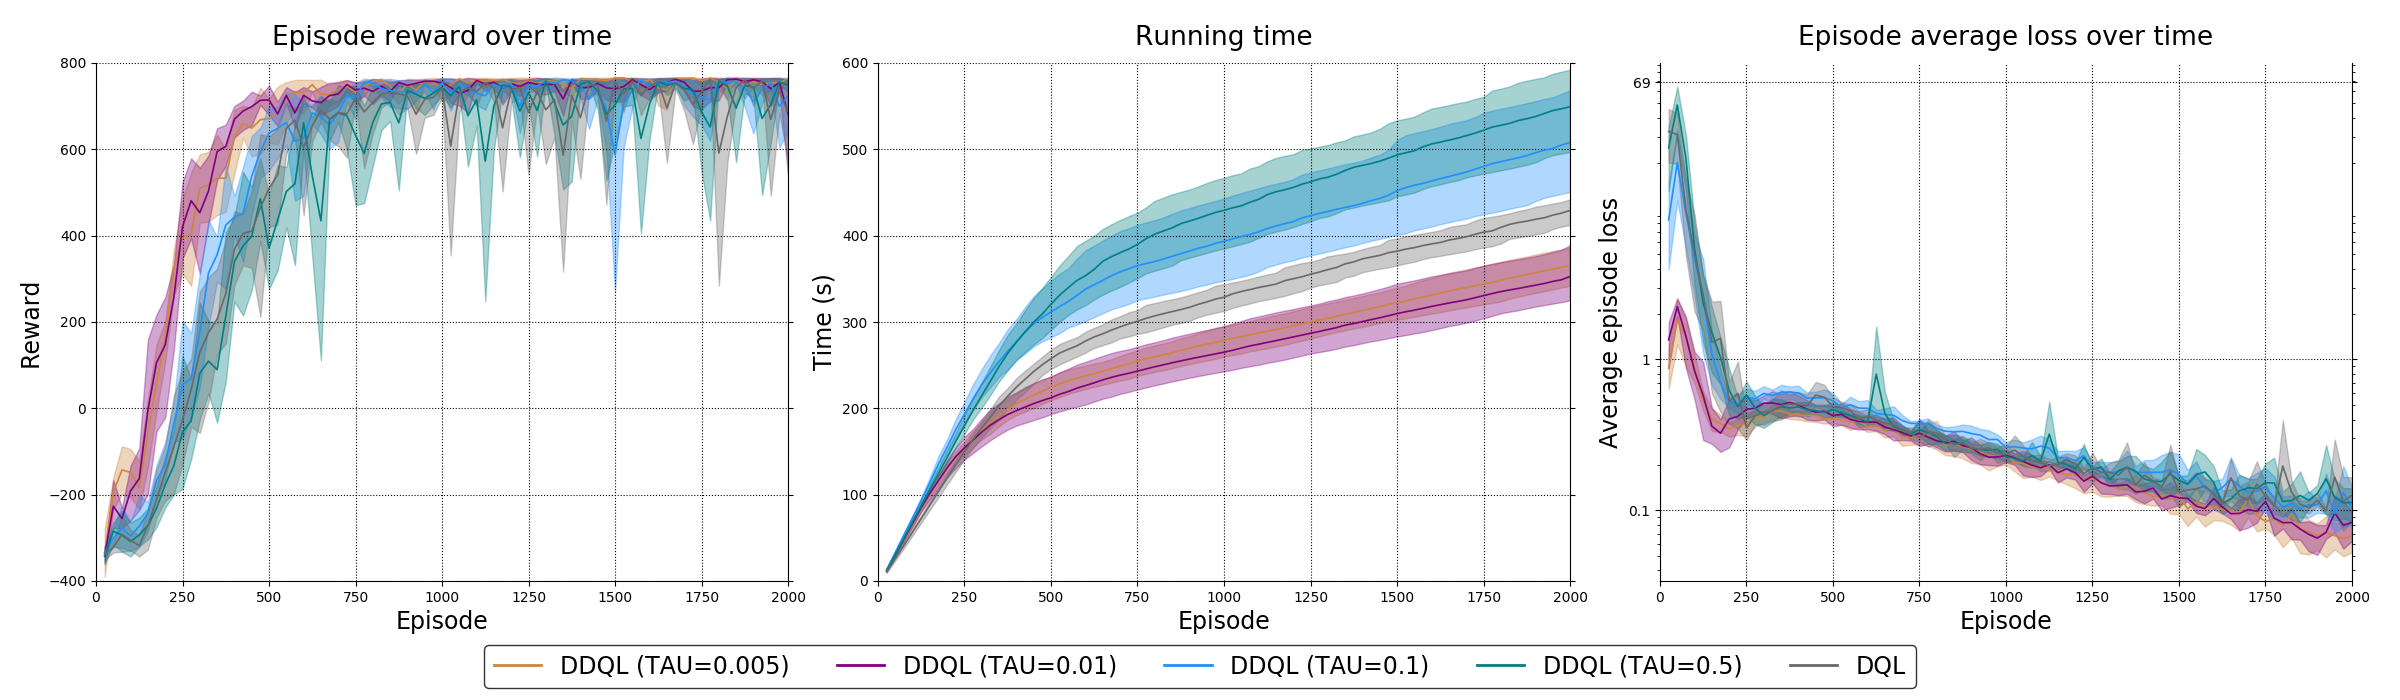 Episode reward over time
800
600
400
200
0
−200
−400
Reward
0 250 500 750 1000 1250 1500 1750 2000
Episode
Running time
600
500
400
300
200
100
0
Time (s)
0 250 500 750 1000 1250 1500 1750 2000
Episode
Episode average loss over time
69
1
0.1
Average episode loss
0 250 500 750 1000 1250 1500 1750 2000
Episode
DDQL (TAU=0.005) DDQL (TAU=0.01) DDQL (TAU=0.1) DDQL (TAU=0.5) DQL